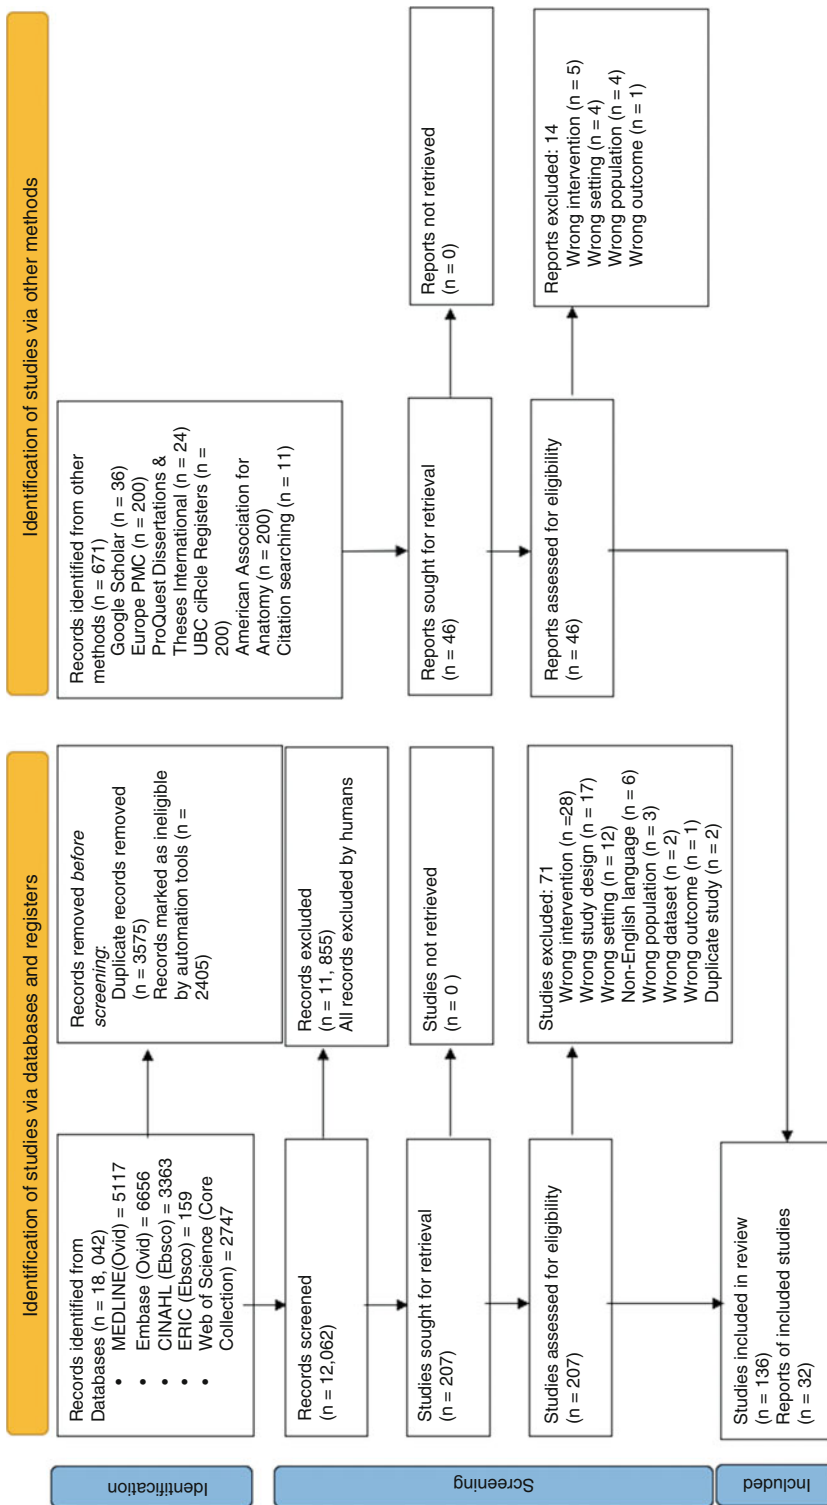 Identification of studies via databases and registers
Identification of studies via other methods
Identification
Records identified from
Databases (n = 18, 042)
• MEDLINE(Ovid) = 5117
• Embase (Ovid) = 6656
• CINAHL (Ebsco) = 3363
• ERIC (Ebsco) = 159
• Web of Science (Core
Collection) = 2747
Records removed before
screening:
Duplicate records removed
(n = 3575)
Records marked as ineligible
by automation tools (n =
2405)
Records identified from other
methods (n = 671)
Google Scholar (n = 36)
Europe PMC (n = 200)
ProQuest Dissertations &
Theses International (n = 24)
UBC ciRcle Registers (n =
200)
American Association for
Anatomy (n = 200)
Citation searching (n = 11)
Screening
Records screened
(n = 12,062)
Records excluded
(n = 11, 855)
All records excluded by humans
Studies sought for retrieval
(n = 207)
Studies not retrieved
(n = 0 )
Reports sought for retrieval
(n = 46)
Reports not retrieved
(n = 0)
Studies assessed for eligibility
(n = 207)
Studies excluded: 71
Wrong intervention (n =28)
Wrong study design (n = 17)
Wrong setting (n = 12)
Non-English language (n = 6)
Wrong population (n = 3)
Wrong dataset (n = 2)
Wrong outcome (n = 1)
Duplicate study (n = 2)
Reports assessed for eligibility
(n = 46)
Reports excluded: 14
Wrong intervention (n = 5)
Wrong setting (n = 4)
Wrong population (n = 4)
Wrong outcome (n = 1)
Included
Studies included in review
(n = 136)
Reports of included studies
(n = 32)